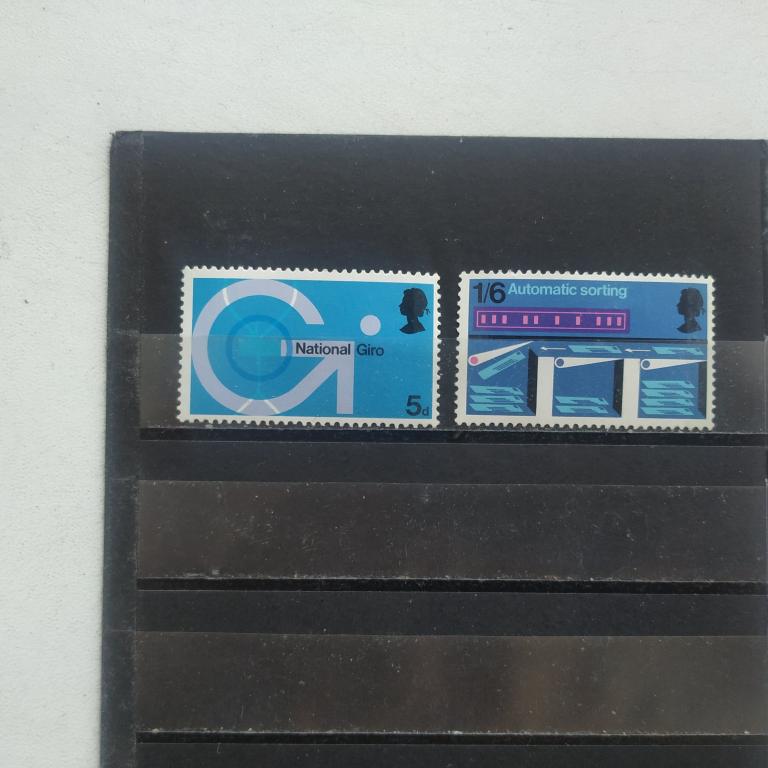 National Giro
5d
1/6 Automatic sorting